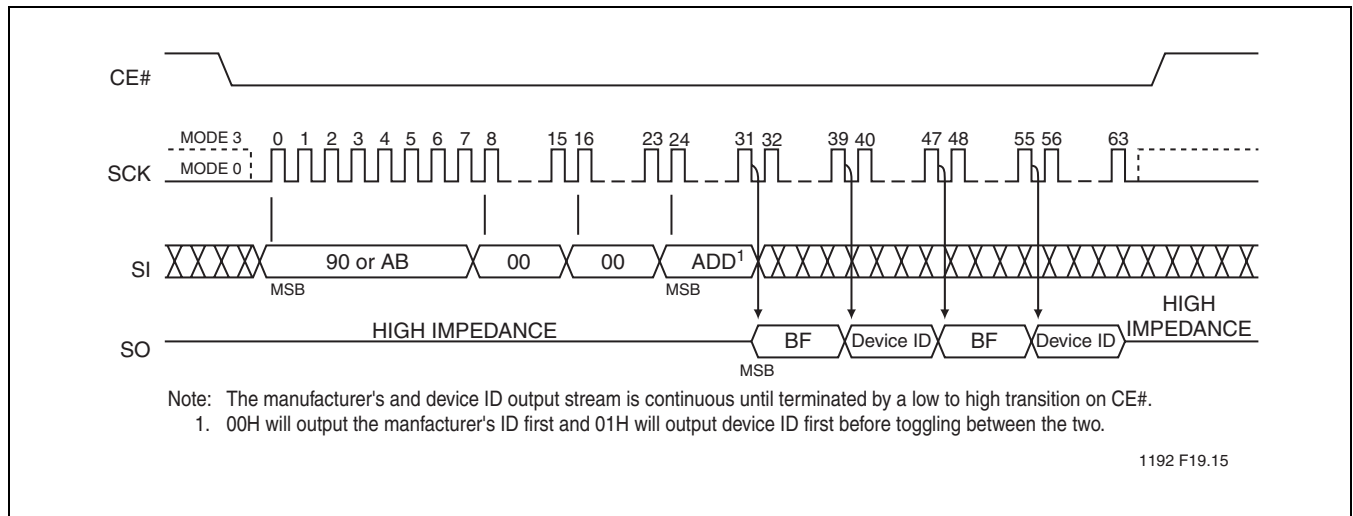 CE#
MODE 3
0 1 2 3 4 5 6 7 8 15 16 23 24 31 32 39 40 47 48 55 56 63
SCK
MODE 0
SI
90 or AB 00 00 ADD1
MSB MSB
HIGH IMPEDANCE
HIGH IMPEDANCE
SO
BF Device ID BF Device ID
MSB
Note: The manufacturer's and device ID output stream is continuous until terminated by a low to high transition on CE#.
1. 00H will output the manfacturer's ID first and 01H will output device ID first before toggling between the two.
1192 F19.15